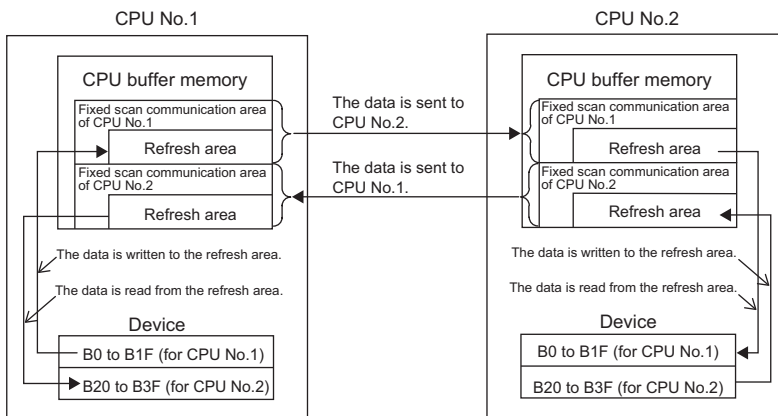 CPU No.1
CPU buffer memory
Fixed scan communication area
of CPU No.1
Refresh area
Fixed scan communication area
of CPU No.2
Refresh area
The data is written to the refresh area.
The data is read from the refresh area.
Device
B0 to B1F (for CPU No.1)
B20 to B3F (for CPU No.2)
The data is sent to
CPU No.2.
The data is sent to
CPU No.1.
CPU No.2
CPU buffer memory
Fixed scan communication area
of CPU No.1
Refresh area
Fixed scan communication area
of CPU No.2
Refresh area
The data is written to the refresh area.
The data is read from the refresh area.
Device
B0 to B1F (for CPU No.1)
B20 to B3F (for CPU No.2)